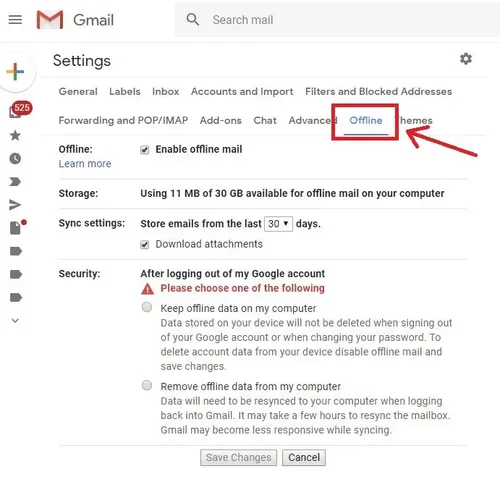 Gmail
Search mail
Settings
General Labels Inbox Accounts and Import Filters and Blocked Addresses
Forwarding and POP/IMAP Add-ons Chat Advanced Offline Themes
525
Offline: Enable offline mail
Learn more
Storage: Using 11 MB of 30 GB available for offline mail on your computer
Sync settings: Store emails from the last 30 days.
Download attachments
Security: After logging out of my Google account
Please choose one of the following
Keep offline data on my computer
Data stored on your device will not be deleted when signing out
of your Google account or when changing your password. To
delete account data from your device disable offline mail and
save changes.
Remove offline data from my computer
Data will need to be resynced to your computer when logging
back into Gmail. It may take a few hours to resync the mailbox.
Gmail may become less responsive while syncing.
Save Changes Cancel